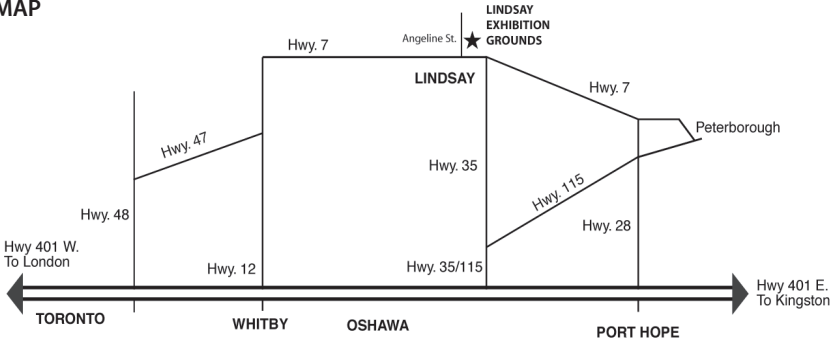 MAP
LINDSAY
EXHIBITION
GROUNDS
Angeline St.
Hwy. 7
LINDSAY
Hwy. 7
Peterborough
Hwy. 47
Hwy. 35
Hwy. 115
Hwy. 48
Hwy. 28
Hwy 401 W.
To London
Hwy. 12
Hwy. 35/115
Hwy 401 E.
To Kingston
TORONTO
WHITBY
OSHAWA
PORT HOPE